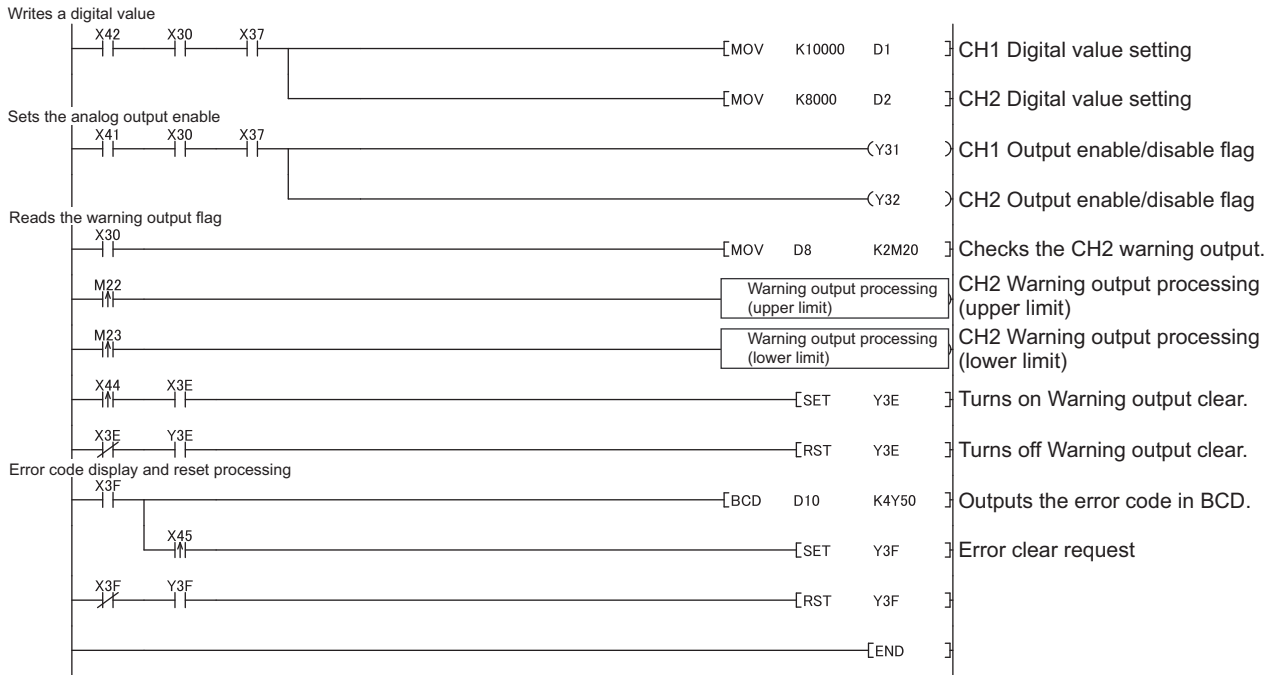 Writes a digital value
X42 X30 X37
MOV K10000 D1 CH1 Digital value setting
MOV K8000 D2 CH2 Digital value setting
Sets the analog output enable
X41 X30 X37
Y31 CH1 Output enable/disable flag
Y32 CH2 Output enable/disable flag
Reads the warning output flag
X30
MOV D8 K2M20 Checks the CH2 warning output.
M22
Warning output processing
(upper limit)
CH2 Warning output processing
(upper limit)
M23
Warning output processing
(lower limit)
CH2 Warning output processing
(lower limit)
X44 X3E
SET Y3E Turns on Warning output clear.
X3E Y3E
RST Y3E Turns off Warning output clear.
Error code display and reset processing
X3F
BCD D10 K4Y50 Outputs the error code in BCD.
X45
SET Y3F Error clear request
X3F Y3F
RST Y3F
END